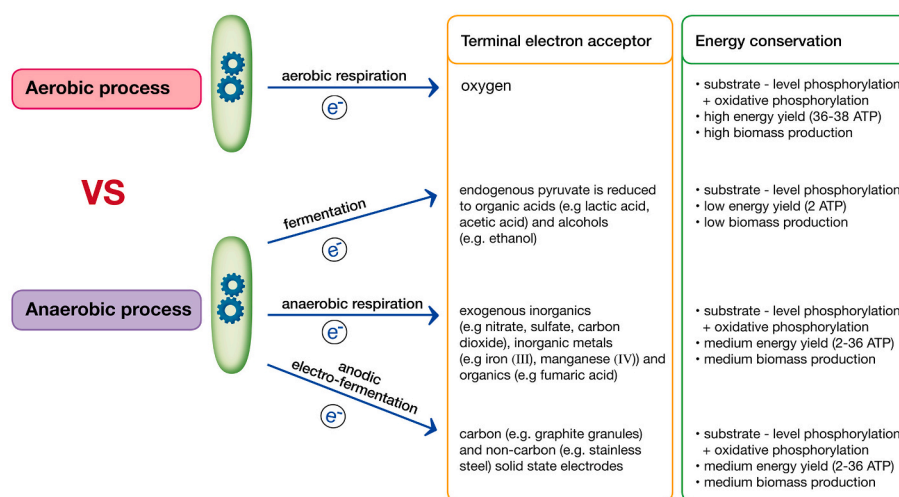 Terminal electron acceptor
Energy conservation
Aerobic process
aerobic respiration
e-
oxygen
• substrate - level phosphorylation
+ oxidative phosphorylation
• high energy yield (36-38 ATP)
• high biomass production
VS
fermentation
e-
endogenous pyruvate is reduced
to organic acids (e.g lactic acid,
acetic acid) and alcohols
(e.g. ethanol)
• substrate - level phosphorylation
• low energy yield (2 ATP)
• low biomass production
Anaerobic process
anaerobic respiration
e-
exogenous inorganics
(e.g nitrate, sulfate, carbon
dioxide), inorganic metals
(e.g iron (III), manganese (IV)) and
organics (e.g fumaric acid)
• substrate - level phosphorylation
+ oxidative phosphorylation
• medium energy yield (2-36 ATP)
• medium biomass production
anodic
electro-fermentation
e-
carbon (e.g. graphite granules)
and non-carbon (e.g. stainless
steel) solid state electrodes
• substrate - level phosphorylation
+ oxidative phosphorylation
• medium energy yield (2-36 ATP)
• medium biomass production